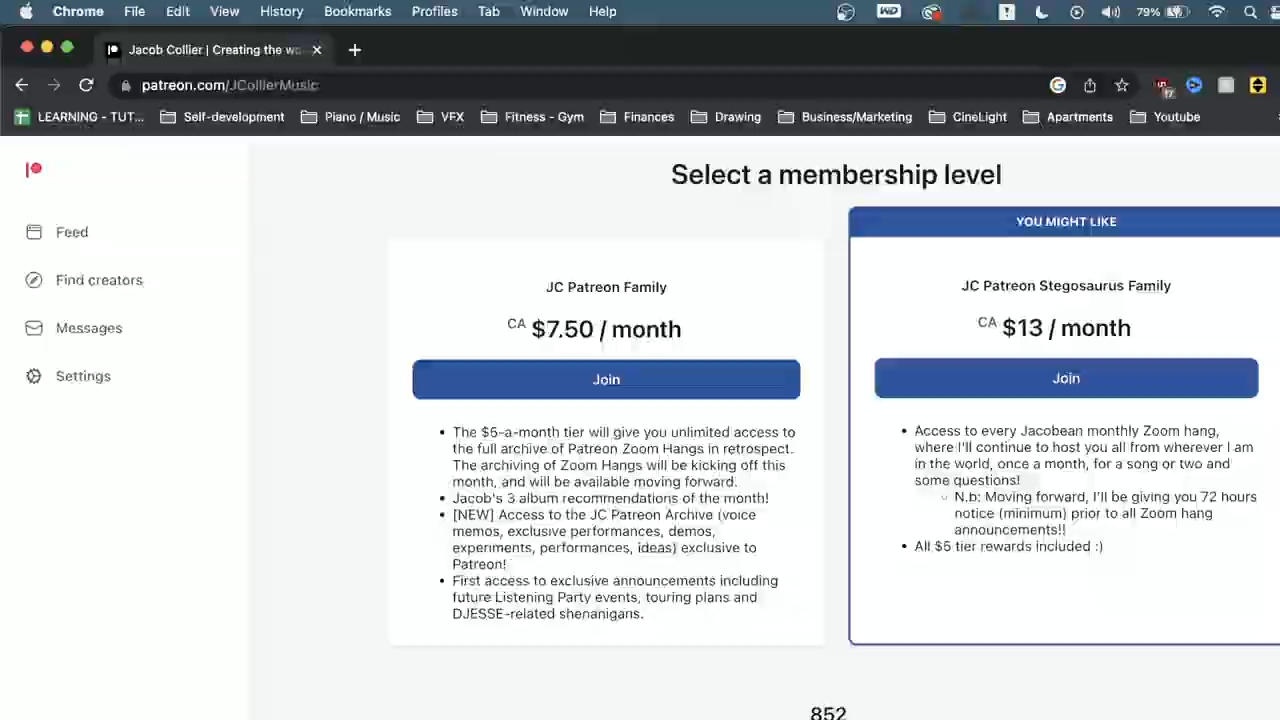 Chrome File Edit View History Bookmarks Profiles Tab Window Help
WD
79%
Jacob Collier | Creating the wo
patreon.com/JCollierMusic
17
LEARNING - TUT... Self-development Piano / Music VFX Fitness - Gym Finances Drawing Business/Marketing CineLight Apartments Youtube
Select a membership level
Feed
Find creators
Messages
Settings
JC Patreon Family
CA $7.50 / month
Join
• The $5-a-month tier will give you unlimited access to
the full archive of Patreon Zoom Hangs in retrospect.
The archiving of Zoom Hangs will be kicking off this
month, and will be available moving forward.
• Jacob's 3 album recommendations of the month!
• [NEW] Access to the JC Patreon Archive (voice
memos, exclusive performances, demos,
experiments, performances, ideas) exclusive to
Patreon!
• First access to exclusive announcements including
future Listening Party events, touring plans and
DJESSE-related shenanigans.
YOU MIGHT LIKE
JC Patreon Stegosaurus Family
CA $13 / month
Join
• Access to every Jacobean monthly Zoom hang,
where I'll continue to host you all from wherever I am
in the world, once a month, for a song or two and
some questions!
◦ N.b: Moving forward, I'll be giving you 72 hours
notice (minimum) prior to all Zoom hang
announcements!!
• All $5 tier rewards included :)
852